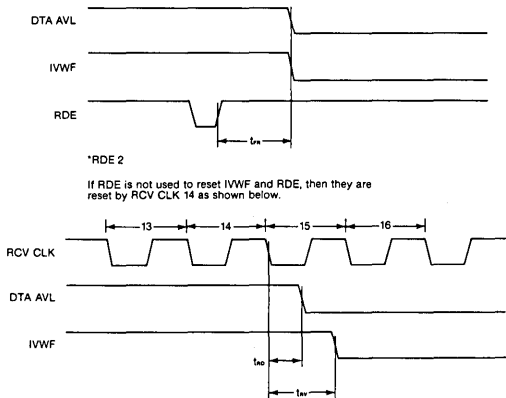 DTA AVL
IVWF
RDE
tFR
*RDE 2
If RDE is not used to reset IVWF and RDE, then they are
reset by RCV CLK 14 as shown below.
13 14 15 16
RCV CLK
DTA AVL
IVWF
tRD
tRV